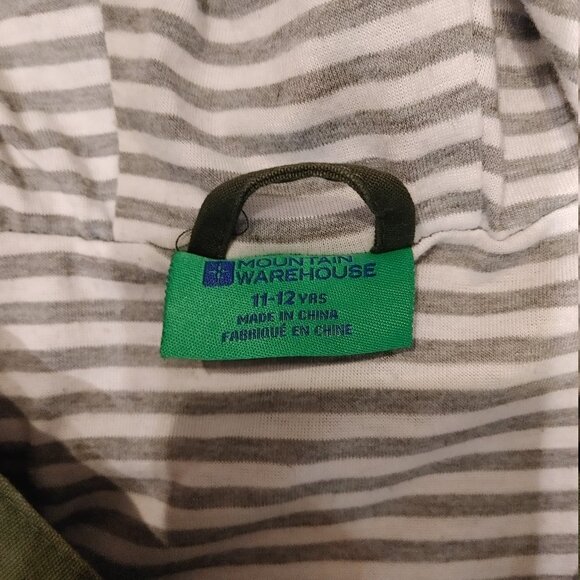 MOUNTAIN
WAREHOUSE
11-12 YRS
MADE IN CHINA
FABRIQUÉ EN CHINE